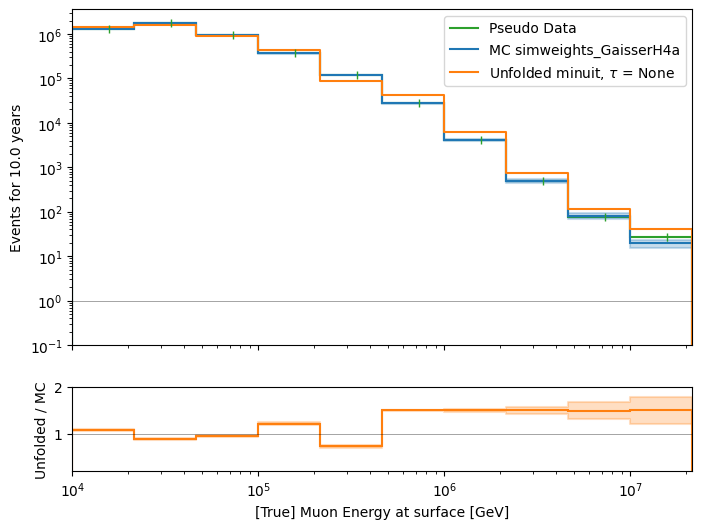 Events for 10.0 years
10⁶
10⁵
10⁴
10³
10²
10¹
10⁰
10⁻¹
Pseudo Data
MC simweights_GaisserH4a
Unfolded minuit, τ = None
Unfolded / MC
2
1
10⁴ 10⁵ 10⁶ 10⁷
[True] Muon Energy at surface [GeV]